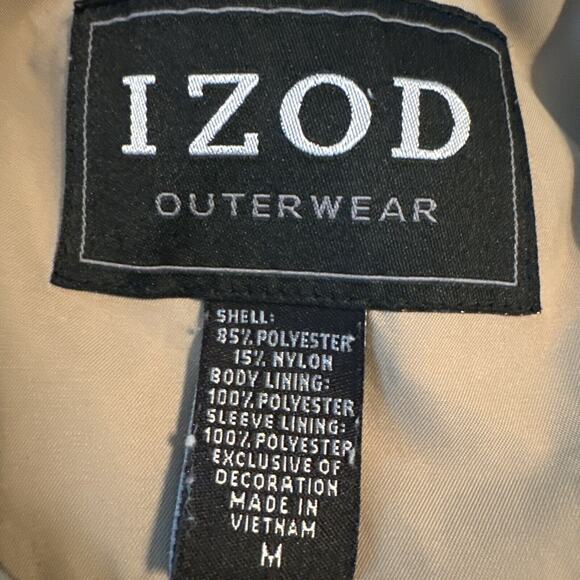 IZOD
OUTERWEAR
SHELL:
85% POLYESTER
15% NYLON
BODY LINING:
100% POLYESTER
SLEEVE LINING:
100% POLYESTER
EXCLUSIVE OF
DECORATION
MADE IN
VIETNAM
M